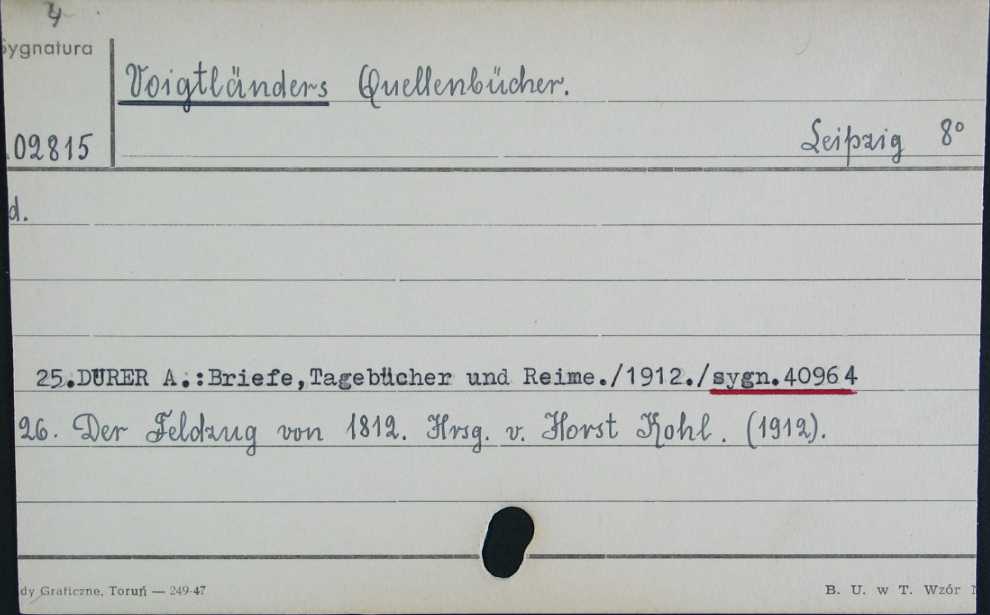 4
Sygnatura
Voigtländers Quellenbücher.
02815
Leipzig 8°
d.
25.DÜRER A.:Briefe,Tagebücher und Reime./1912./sygn.40964
26. Der Feldzug von 1812. Hrsg. v. Horst Kohl. (1912).
dy Graficzne, Toruń — 249-47
B. U. w T. Wzór